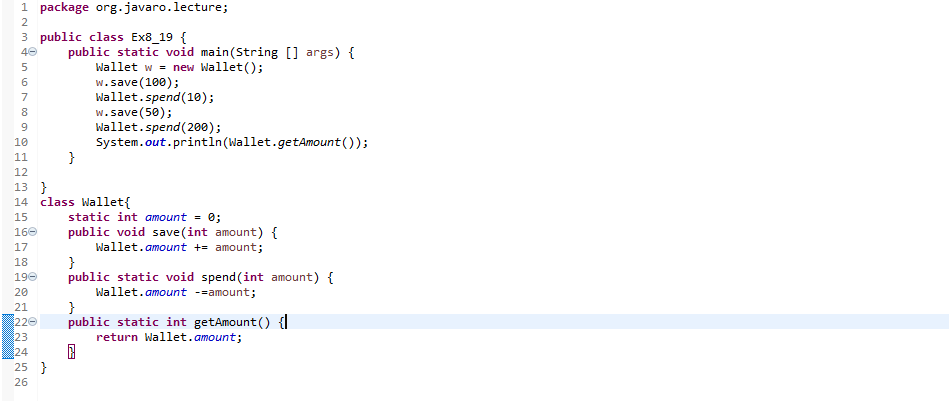 1 package org.javaro.lecture;
2
3 public class Ex8_19 {
4 public static void main(String [] args) {
5 Wallet w = new Wallet();
6 w.save(100);
7 Wallet.spend(10);
8 w.save(50);
9 Wallet.spend(200);
10 System.out.println(Wallet.getAmount());
11 }
12
13 }
14 class Wallet{
15 static int amount = 0;
16 public void save(int amount) {
17 Wallet.amount += amount;
18 }
19 public static void spend(int amount) {
20 Wallet.amount -=amount;
21 }
22 public static int getAmount() {
23 return Wallet.amount;
24 }
25 }
26